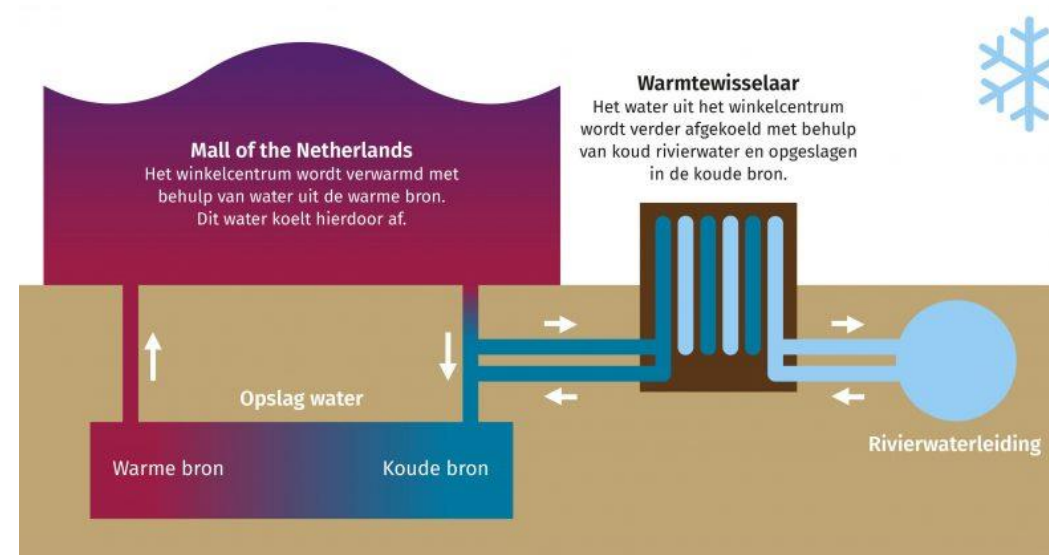 Mall of the Netherlands
Het winkelcentrum wordt verwarmd met
behulp van water uit de warme bron.
Dit water koelt hierdoor af.
Warmtewisselaar
Het water uit het winkelcentrum
wordt verder afgekoeld met behulp
van koud rivierwater en opgeslagen
in de koude bron.
Opslag water
Warme bron
Koude bron
Rivierwaterleiding